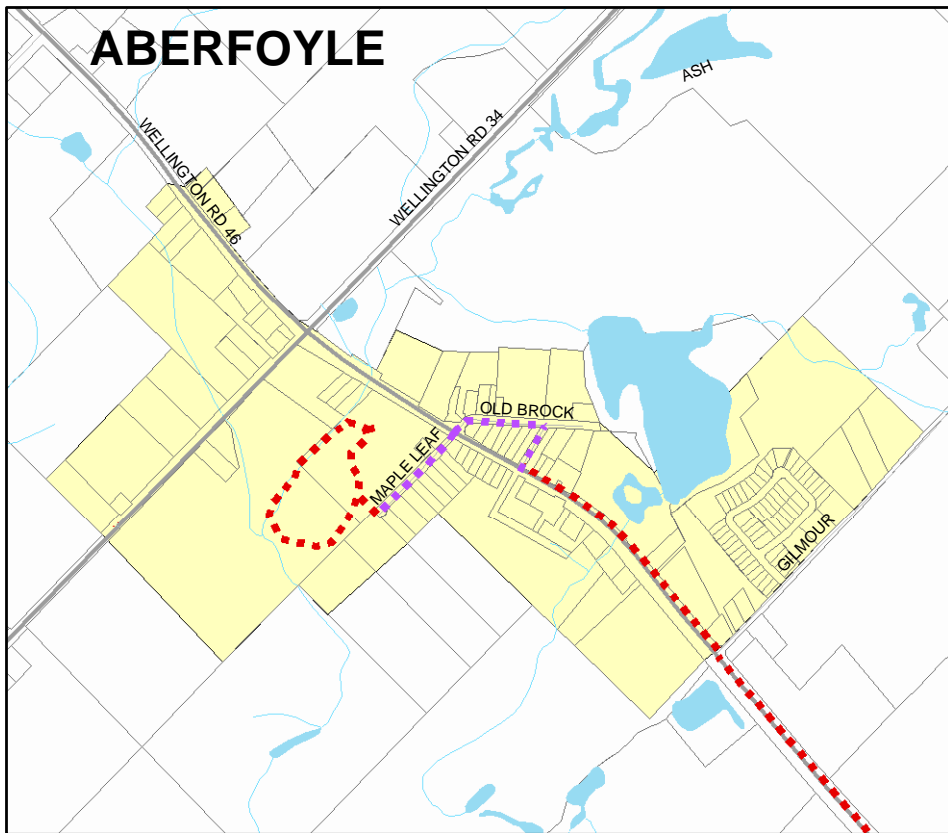 ABERFOYLE
ASH
WELLINGTON RD 46
WELLINGTON RD 34
OLD BROCK
MAPLE LEAF
GILMOUR